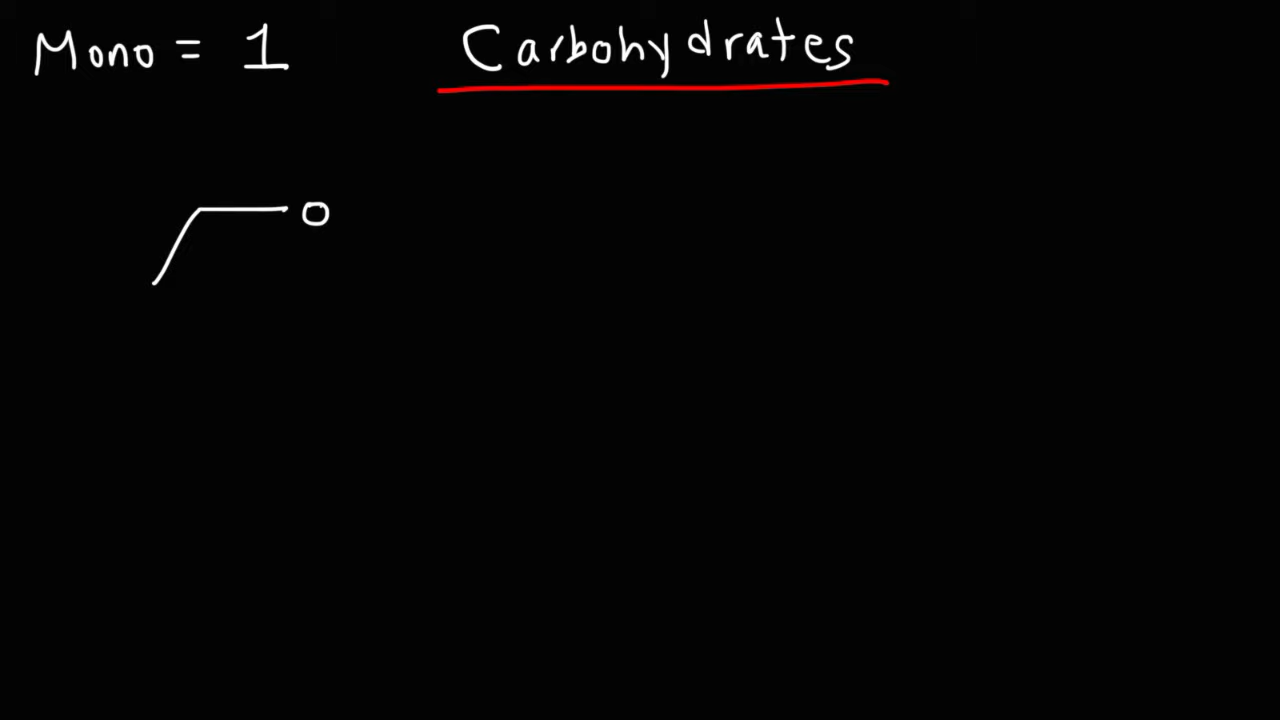 Mono = 1 Carbohydrates
O